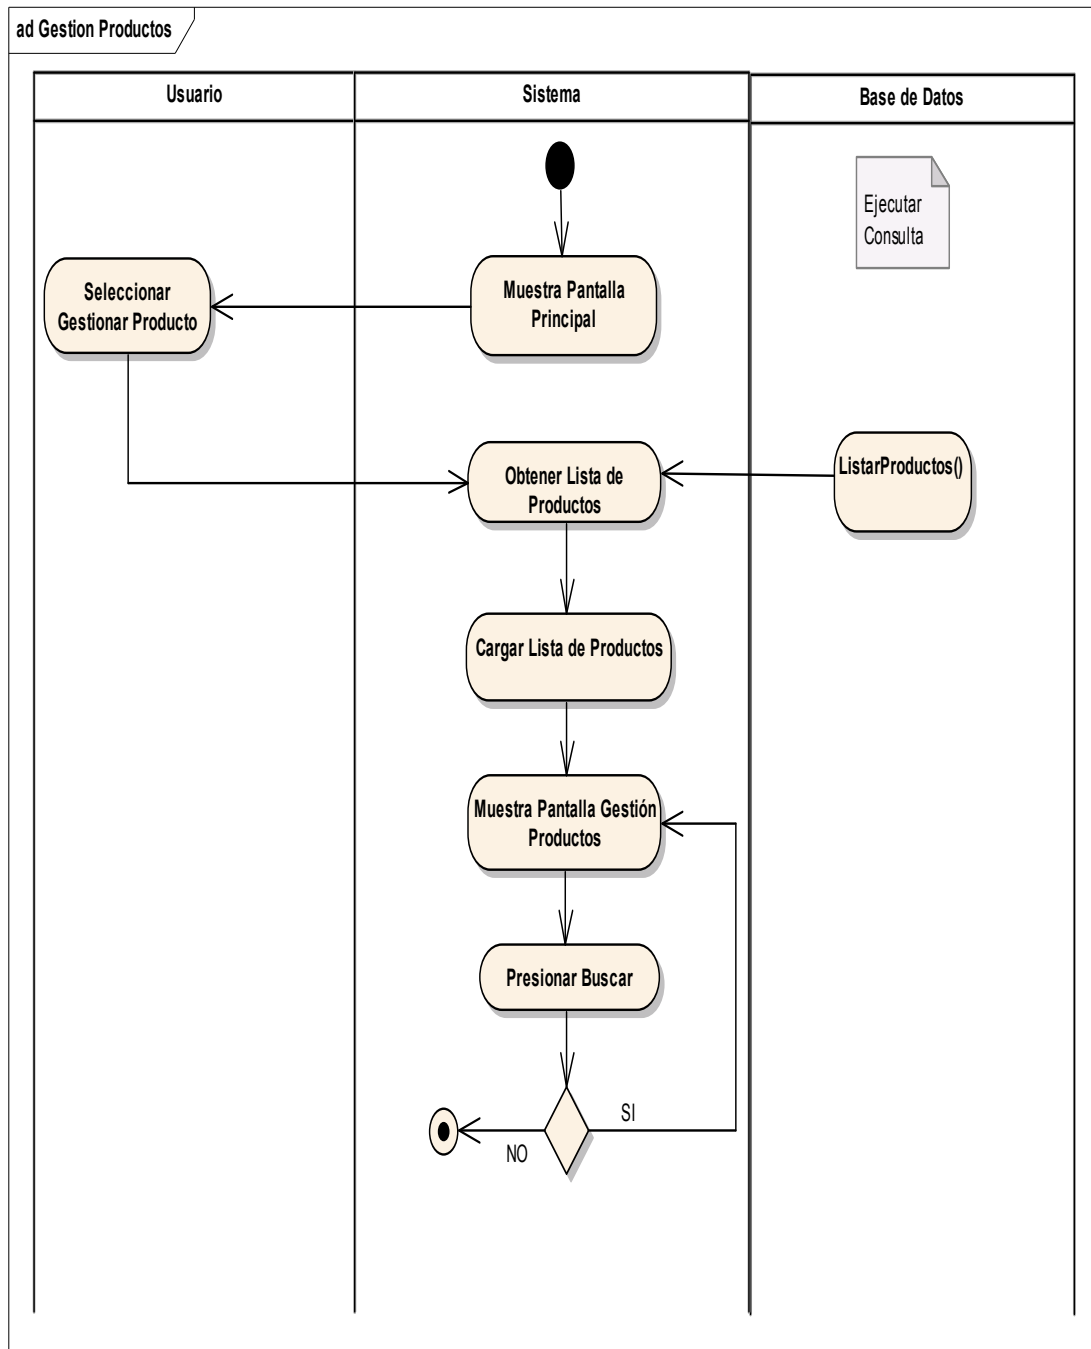 ad Gestion Productos
Usuario
Sistema
Base de Datos
Ejecutar
Consulta
Seleccionar
Gestionar Producto
Muestra Pantalla
Principal
Obtener Lista de
Productos
ListarProductos()
Cargar Lista de Productos
Muestra Pantalla Gestión
Productos
Presionar Buscar
SI
NO